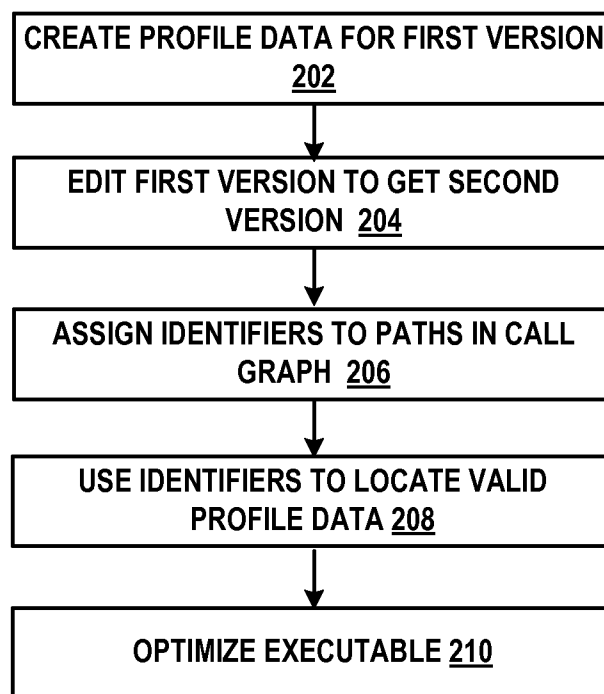 CREATE PROFILE DATA FOR FIRST VERSION
202
EDIT FIRST VERSION TO GET SECOND
VERSION 204
ASSIGN IDENTIFIERS TO PATHS IN CALL
GRAPH 206
USE IDENTIFIERS TO LOCATE VALID
PROFILE DATA 208
OPTIMIZE EXECUTABLE 210